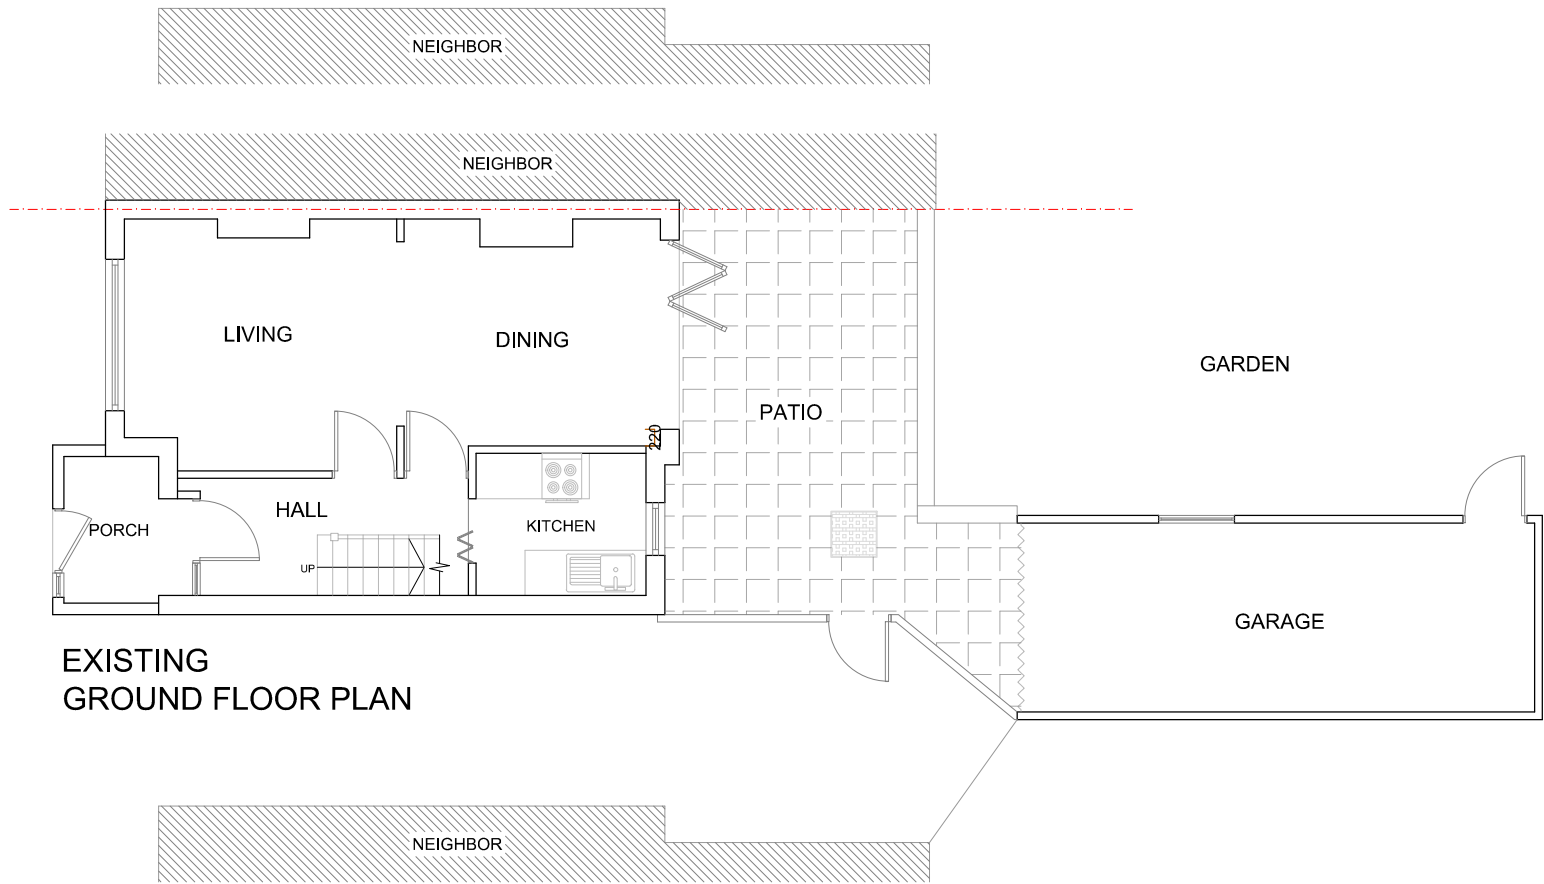 NEIGHBOR
NEIGHBOR
LIVING
DINING
GARDEN
PATIO
220
HALL
PORCH
KITCHEN
UP
GARAGE
EXISTING
GROUND FLOOR PLAN
NEIGHBOR